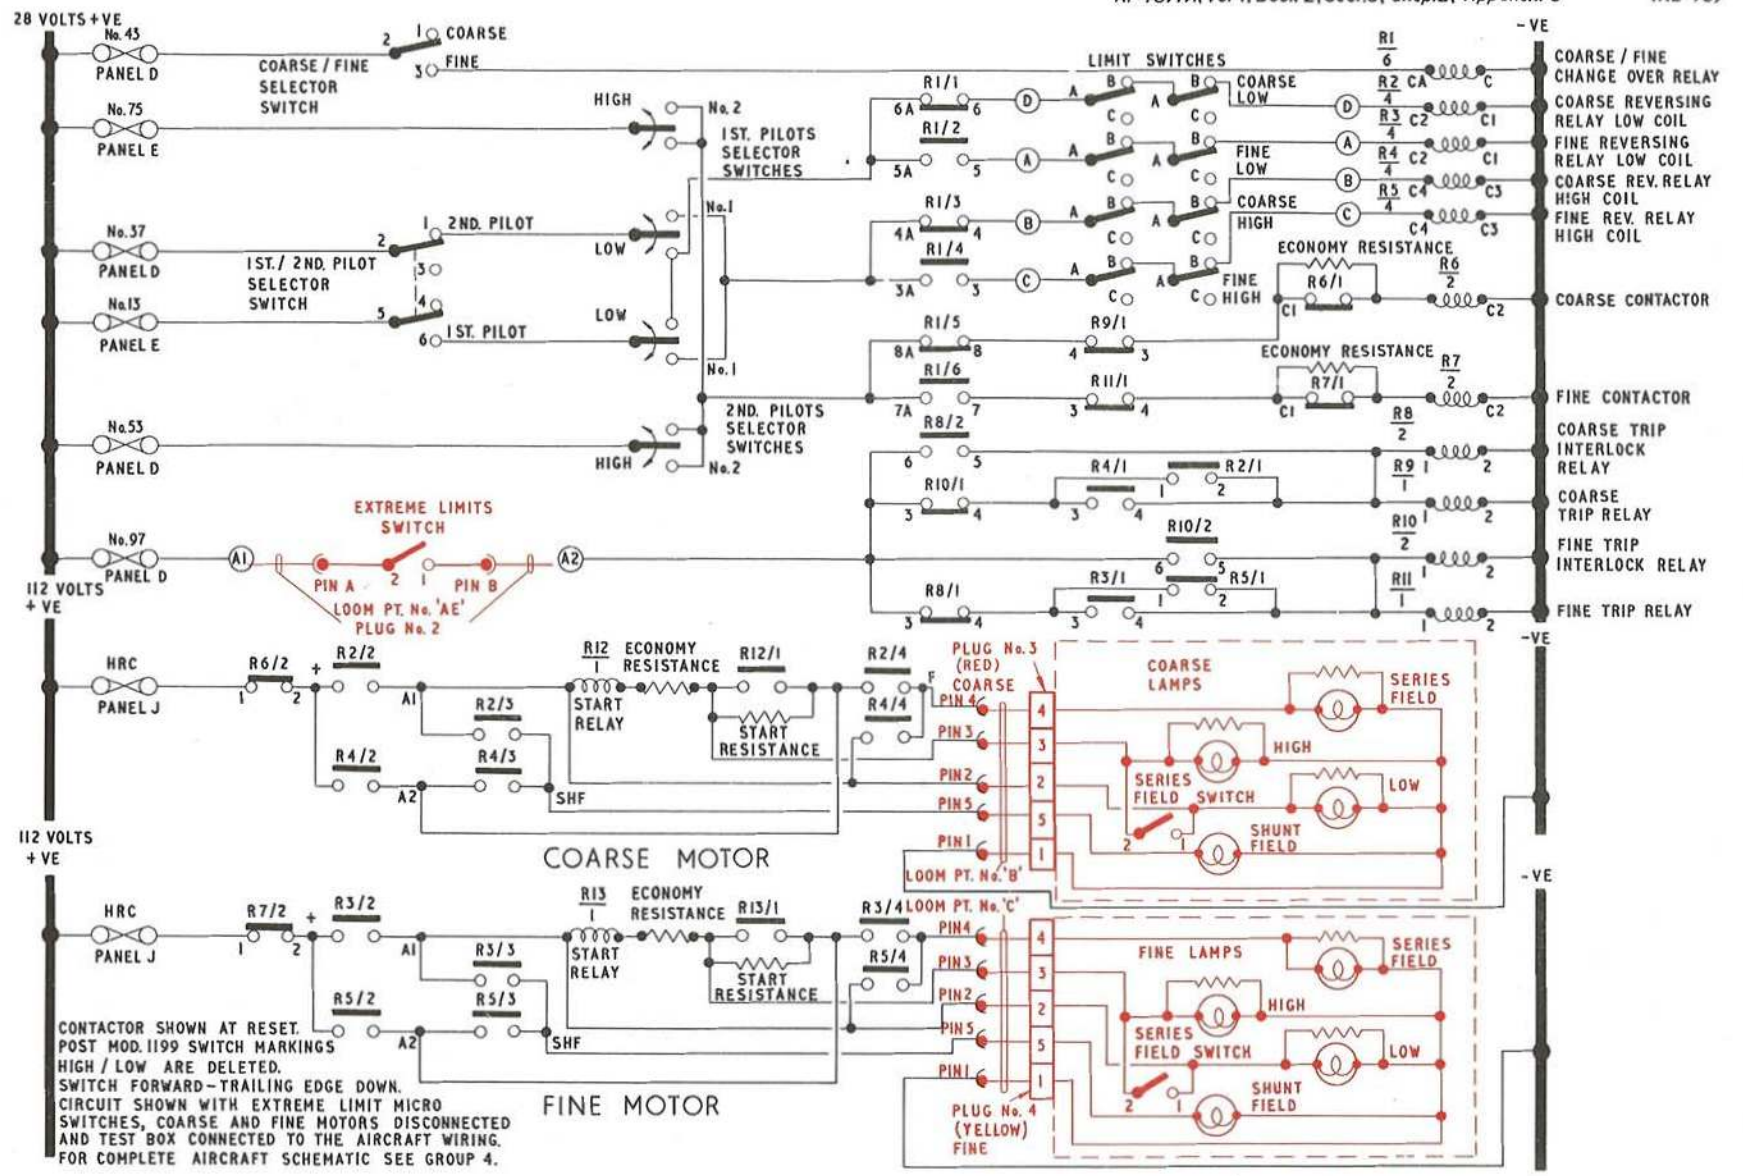 28 VOLTS +VE
No. 43
PANEL D
2
1
COARSE
3
FINE
COARSE / FINE
SELECTOR
SWITCH
No. 75
PANEL E
HIGH
No. 2
1ST. PILOTS
SELECTOR
SWITCHES
No. 37
PANEL D
2
1
2ND. PILOT
3
1ST. / 2ND. PILOT
SELECTOR
SWITCH
LOW
No. 1
No. 13
PANEL E
5
4
6
1ST. PILOT
LOW
No. 1
No. 53
PANEL D
2ND. PILOTS
SELECTOR
SWITCHES
HIGH
No. 2
EXTREME LIMITS
SWITCH
No. 97
PANEL D
A1
PIN A
2
1
PIN B
A2
LOOM PT. No. 'AE'
PLUG No. 2
LIMIT SWITCHES
R1/1
6A
6
D
A
B
C
A
B
C
COARSE
LOW
D
R1/2
5A
5
A
A
B
C
A
B
C
FINE
LOW
A
R1/3
4A
4
B
A
B
C
A
B
C
COARSE
HIGH
B
R1/4
3A
3
C
A
B
C
A
B
C
FINE
HIGH
C
-VE
R1
6
CA
C
COARSE / FINE
CHANGE OVER RELAY
R2
4
C2
C1
COARSE REVERSING
RELAY LOW COIL
R3
4
C2
C1
FINE REVERSING
RELAY LOW COIL
R4
4
C4
C3
COARSE REV. RELAY
HIGH COIL
R5
4
C4
C3
FINE REV. RELAY
HIGH COIL
ECONOMY RESISTANCE
R6/1
C1
R6
2
C2
COARSE CONTACTOR
R1/5
8A
8
R9/1
4
3
ECONOMY RESISTANCE
R7/1
C1
R7
2
C2
FINE CONTACTOR
R1/6
7A
7
R11/1
3
4
R8/2
6
5
R8
2
1
2
COARSE TRIP
INTERLOCK
RELAY
R10/1
3
4
R4/1
3
4
R2/1
1
2
R9
1
1
2
COARSE
TRIP RELAY
R10/2
6
5
R10
2
1
2
FINE TRIP
INTERLOCK RELAY
R8/1
3
4
R3/1
3
4
R5/1
1
2
R11
1
1
2
FINE TRIP RELAY
-VE
112 VOLTS
+ VE
HRC
PANEL J
R6/2
1
2
+
R2/2
A1
R2/3
R4/2
A2
R4/3
SHF
R12
1
START
RELAY
ECONOMY
RESISTANCE
R12/1
START
RESISTANCE
R2/4
R4/4
F
COARSE MOTOR
PLUG No. 3
(RED)
COARSE
PIN 4
4
PIN 3
3
PIN 2
2
PIN 5
5
PIN 1
1
LOOM PT. No. 'B'
COARSE
LAMPS
SERIES
FIELD
HIGH
LOW
SERIES
FIELD SWITCH
2
1
SHUNT
FIELD
112 VOLTS
+ VE
HRC
PANEL J
R7/2
1
2
+
R3/2
A1
R3/3
R5/2
A2
R5/3
SHF
R13
1
START
RELAY
ECONOMY
RESISTANCE
R13/1
START
RESISTANCE
R3/4
R5/4
FINE MOTOR
-VE
LOOM PT. No. 'C'
PIN 4
4
PIN 3
3
PIN 2
2
PIN 5
5
PIN 1
1
PLUG No. 4
(YELLOW)
FINE
FINE LAMPS
SERIES
FIELD
HIGH
LOW
SERIES
FIELD SWITCH
2
1
SHUNT
FIELD
CONTACTOR SHOWN AT RESET.
POST MOD. 1199 SWITCH MARKINGS
HIGH / LOW ARE DELETED.
SWITCH FORWARD - TRAILING EDGE DOWN.
CIRCUIT SHOWN WITH EXTREME LIMIT MICRO
SWITCHES, COARSE AND FINE MOTORS DISCONNECTED
AND TEST BOX CONNECTED TO THE AIRCRAFT WIRING.
FOR COMPLETE AIRCRAFT SCHEMATIC SEE GROUP 4.